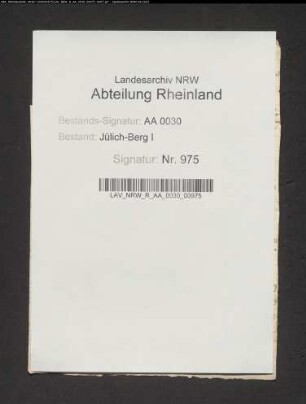 Landesarchiv NRW
Abteilung Rheinland
Bestands-Signatur: AA 0030
Bestand: Jülich-Berg I
Signatur: Nr. 975
LAV_NRW_R_AA_0030_00975